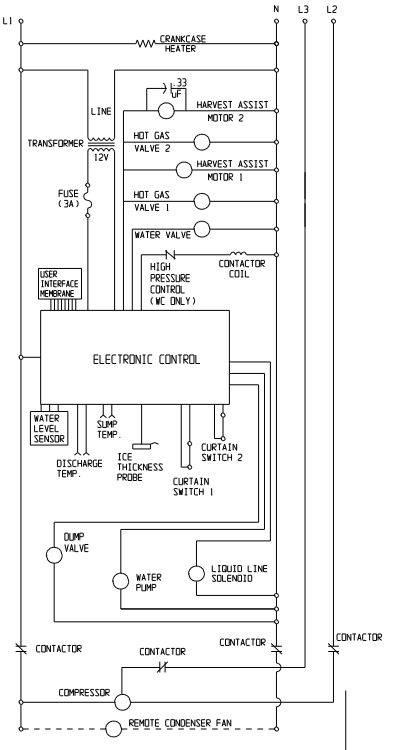 L1
N
L3
L2
CRANKCASE
HEATER
.33
uF
HARVEST ASSIST
MOTOR 2
LINE
TRANSFORMER
12V
HOT GAS
VALVE 2
HARVEST ASSIST
MOTOR 1
FUSE
(3A)
HOT GAS
VALVE 1
WATER VALVE
HIGH
PRESSURE
CONTROL
(WC ONLY)
CONTACTOR
COIL
USER
INTERFACE
MEMBRANE
ELECTRONIC CONTROL
WATER
LEVEL
SENSOR
SUMP
TEMP.
DISCHARGE
TEMP.
ICE
THICKNESS
PROBE
CURTAIN
SWITCH 2
CURTAIN
SWITCH 1
DUMP
VALVE
WATER
PUMP
LIQUID LINE
SOLENOID
CONTACTOR
CONTACTOR
CONTACTOR
CONTACTOR
COMPRESSOR
REMOTE CONDENSER FAN